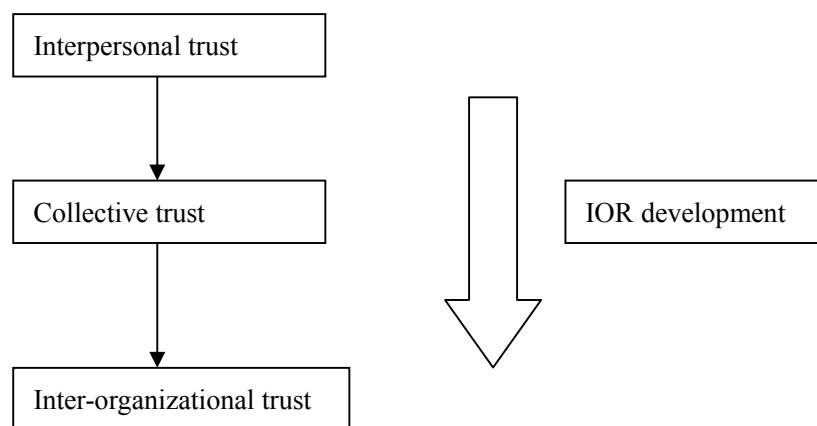 Interpersonal trust
Collective trust
IOR development
Inter-organizational trust